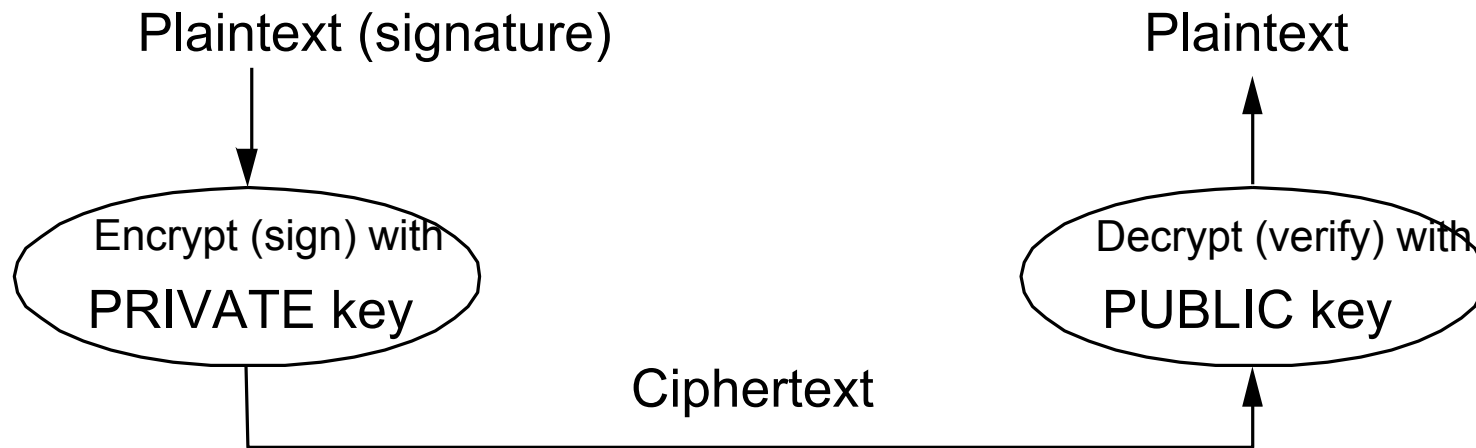 Plaintext (signature)
Plaintext
Encrypt (sign) with
PRIVATE key
Decrypt (verify) with
PUBLIC key
Ciphertext